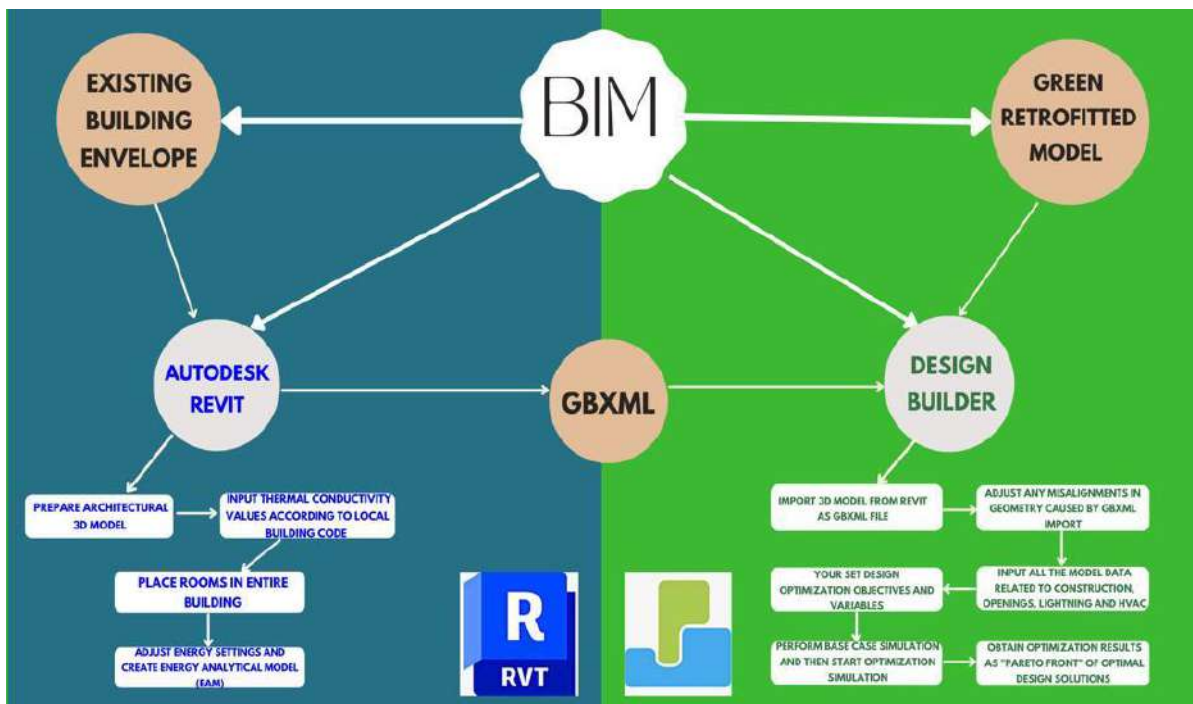 BIM
EXISTING
BUILDING
ENVELOPE
GREEN
RETROFITTED
MODEL
AUTODESK
REVIT
GBXML
DESIGN
BUILDER
PREPARE ARCHITECTURAL
3D MODEL
INPUT THERMAL CONDUCTIVITY
VALUES ACCORDING TO LOCAL
BUILDING CODE
PLACE ROOMS IN ENTIRE
BUILDING
ADJUST ENERGY SETTINGS AND
CREATE ENERGY ANALYTICAL MODEL
(EAM)
R
RVT
IMPORT 3D MODEL FROM REVIT
AS GBXML FILE
ADJUST ANY MISALIGNMENTS IN
GEOMETRY CAUSED BY GBXML
IMPORT
INPUT ALL THE MODEL DATA
RELATED TO CONSTRUCTION,
OPENINGS, LIGHTNING AND HVAC
YOUR SET DESIGN
OPTIMIZATION OBJECTIVES AND
VARIABLES
PERFORM BASE CASE SIMULATION
AND THEN START OPTIMIZATION
SIMULATION
OBTAIN OPTIMIZATION RESULTS
AS "PARETO FRONT" OF OPTIMAL
DESIGN SOLUTIONS